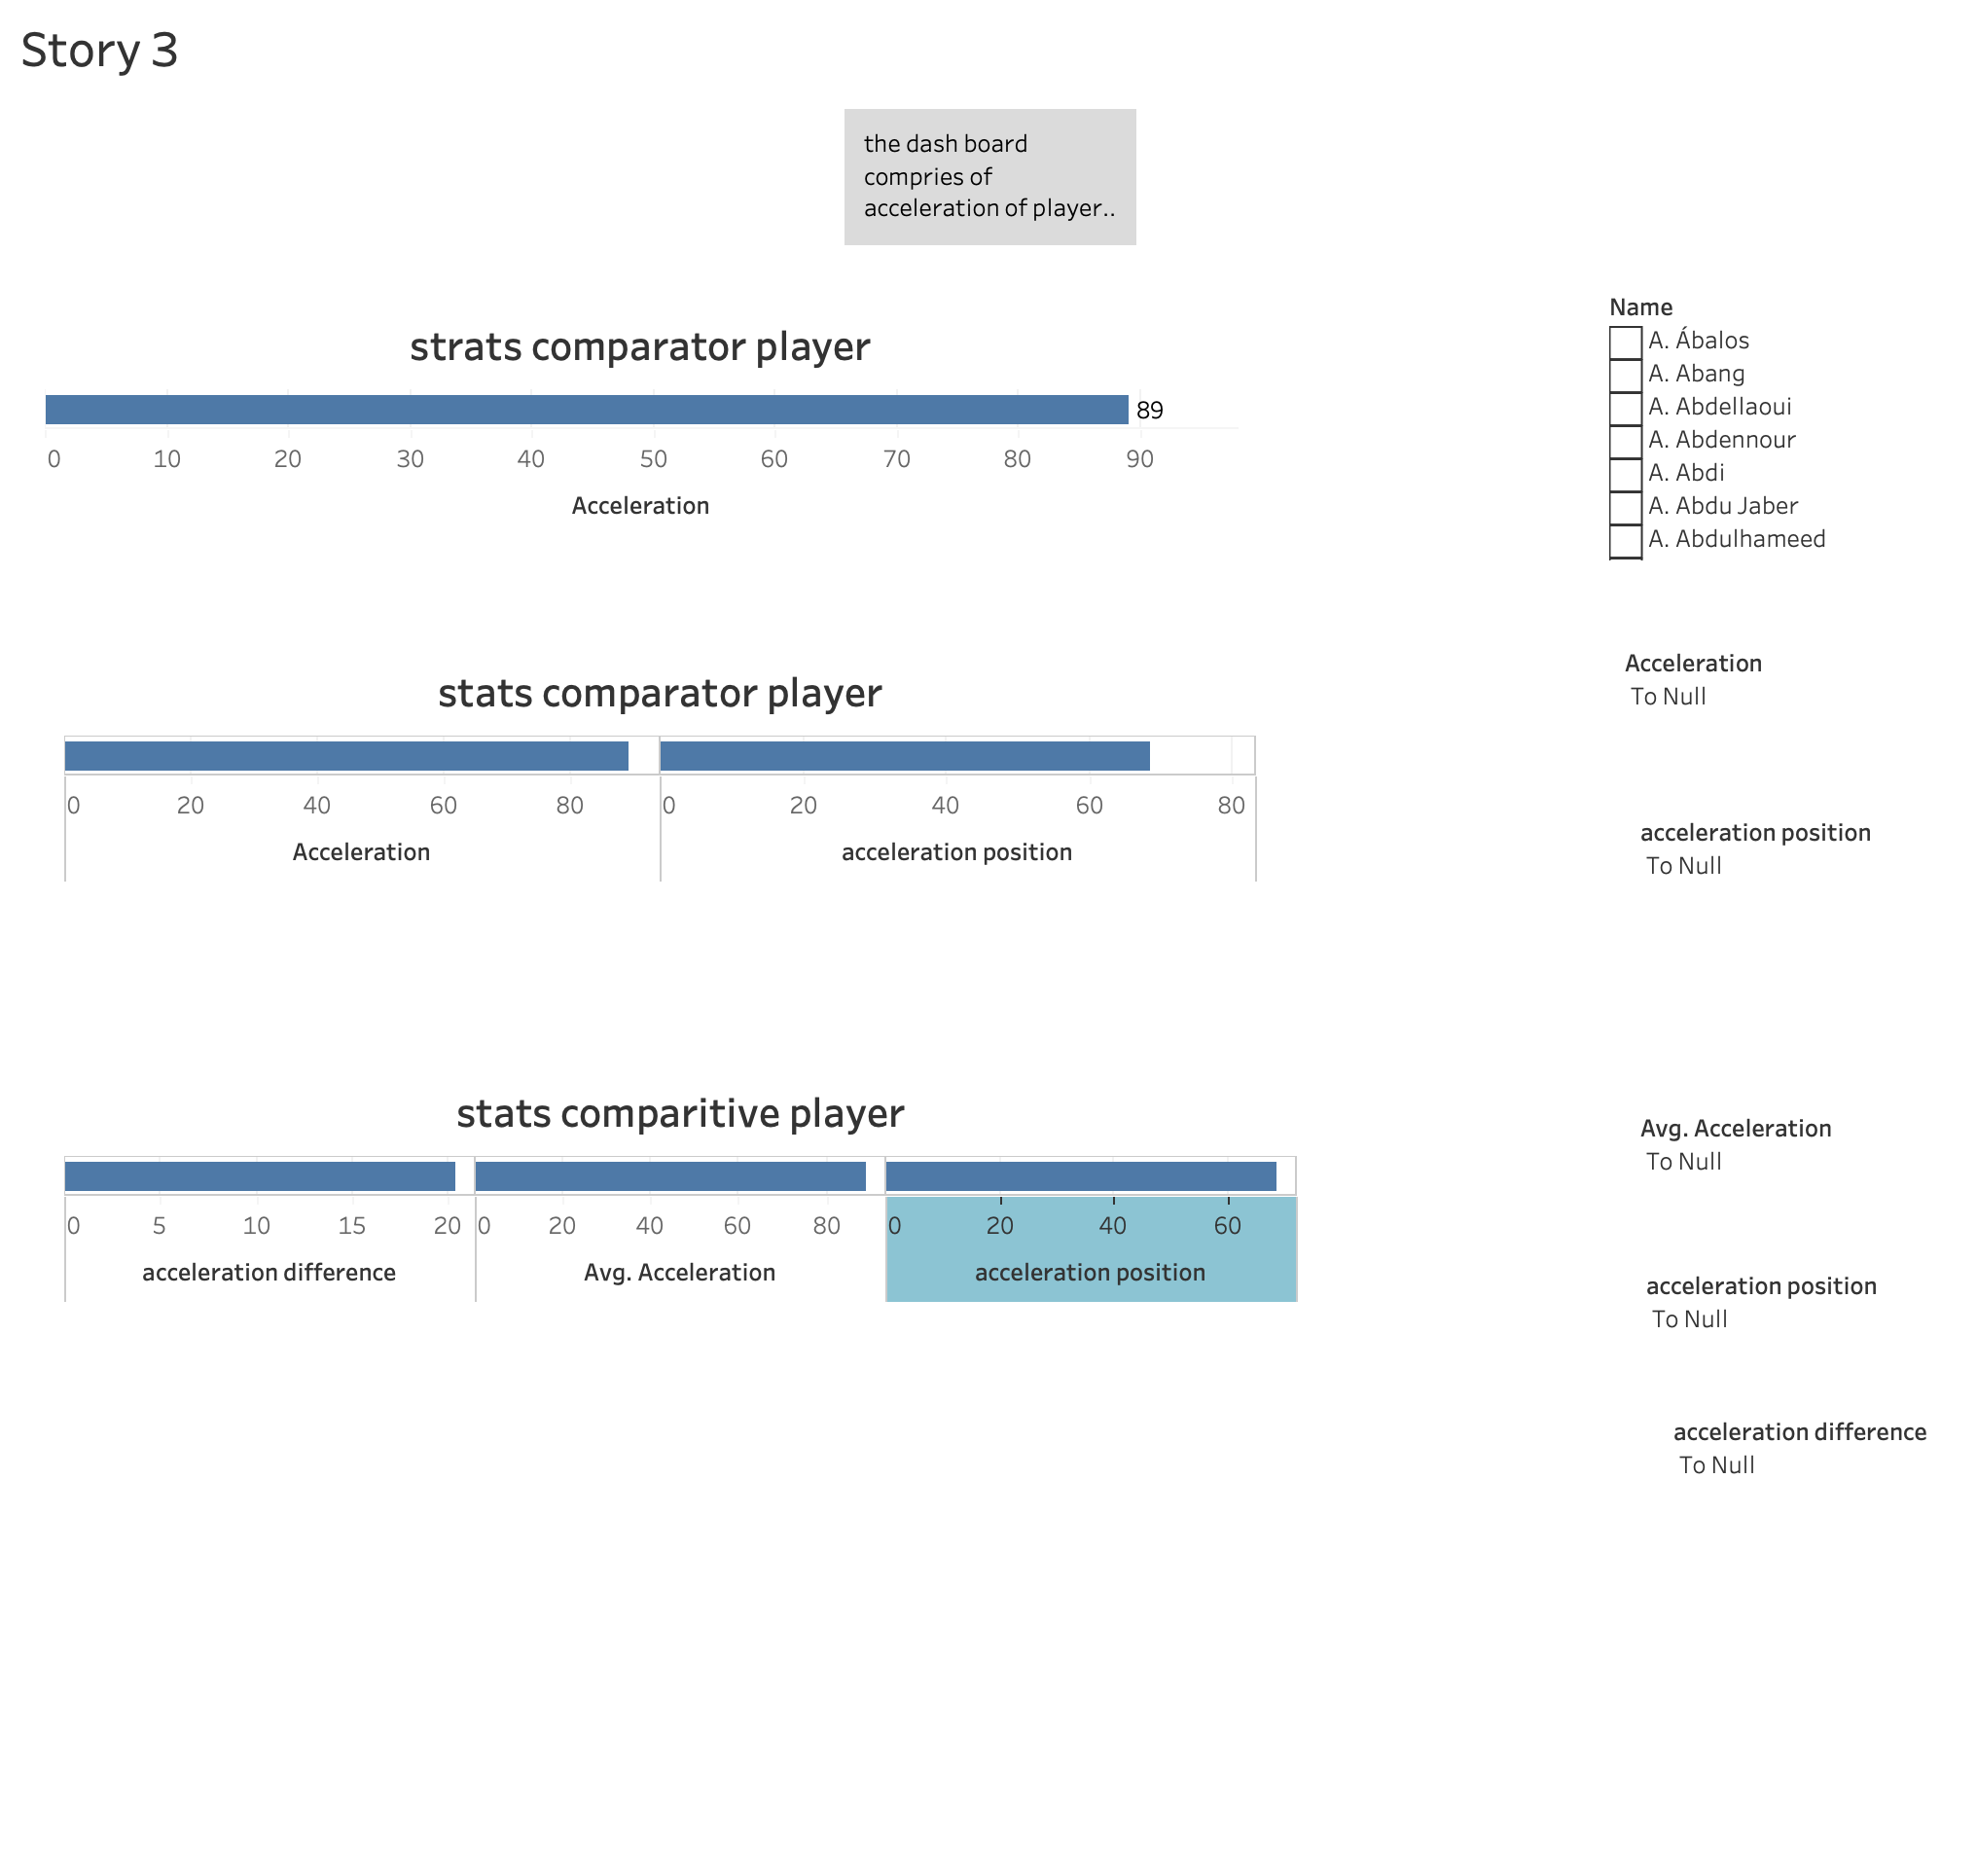 Story 3
the dash board
compries of
acceleration of player..
strats comparator player
89
0 10 20 30 40 50 60 70 80 90
Acceleration
Name
A. Ábalos
A. Abang
A. Abdellaoui
A. Abdennour
A. Abdi
A. Abdu Jaber
A. Abdulhameed
stats comparator player
0 20 40 60 80 0 20 40 60 80
Acceleration acceleration position
Acceleration
To Null
acceleration position
To Null
stats comparitive player
0 5 10 15 20 0 20 40 60 80 0 20 40 60
acceleration difference Avg. Acceleration acceleration position
Avg. Acceleration
To Null
acceleration position
To Null
acceleration difference
To Null